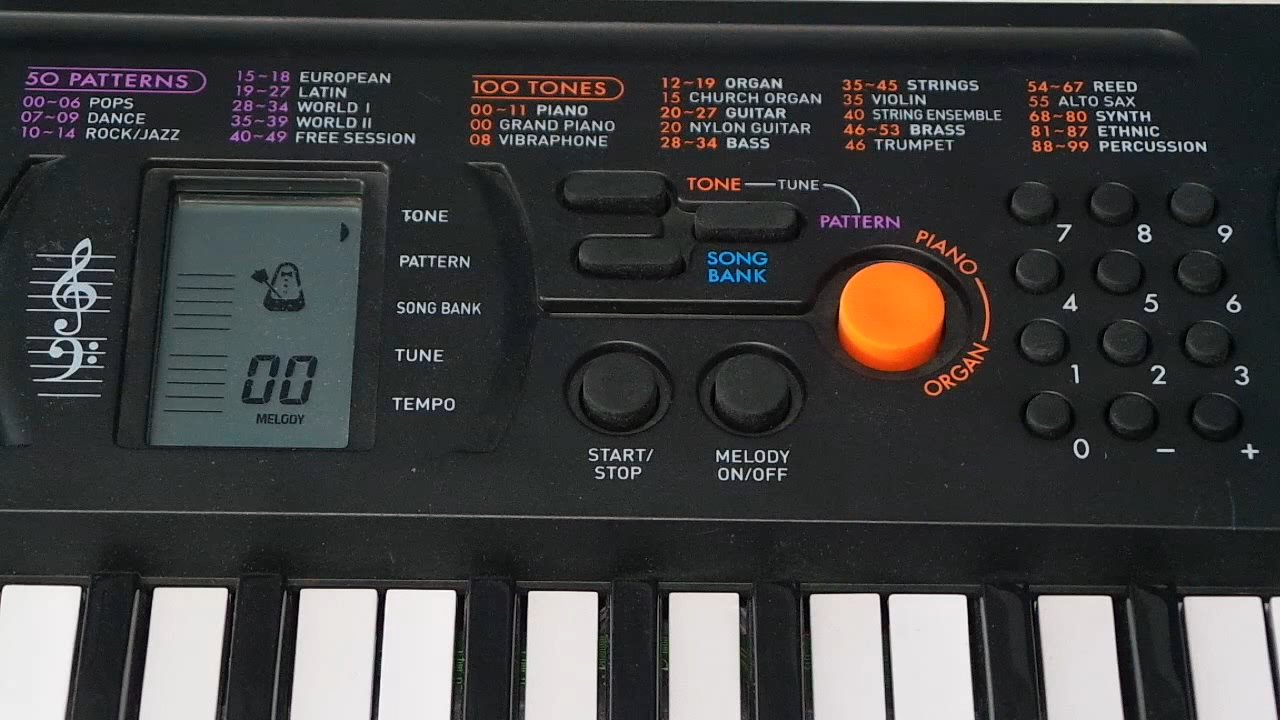 50 PATTERNS
00~06 POPS
07~09 DANCE
10~14 ROCK/JAZZ
15~18 EUROPEAN
19~27 LATIN
28~34 WORLD I
35~39 WORLD II
40~49 FREE SESSION
100 TONES
00~11 PIANO
00 GRAND PIANO
08 VIBRAPHONE
12~19 ORGAN
15 CHURCH ORGAN
20~27 GUITAR
20 NYLON GUITAR
28~34 BASS
35~45 STRINGS
35 VIOLIN
40 STRING ENSEMBLE
46~53 BRASS
46 TRUMPET
54~67 REED
55 ALTO SAX
68~80 SYNTH
81~87 ETHNIC
88~99 PERCUSSION
00
MELODY
TONE
PATTERN
SONG BANK
TUNE
TEMPO
TONE TUNE
PATTERN
SONG
BANK
PIANO
ORGAN
START/
STOP
MELODY
ON/OFF
7 8 9
4 5 6
1 2 3
0 − +